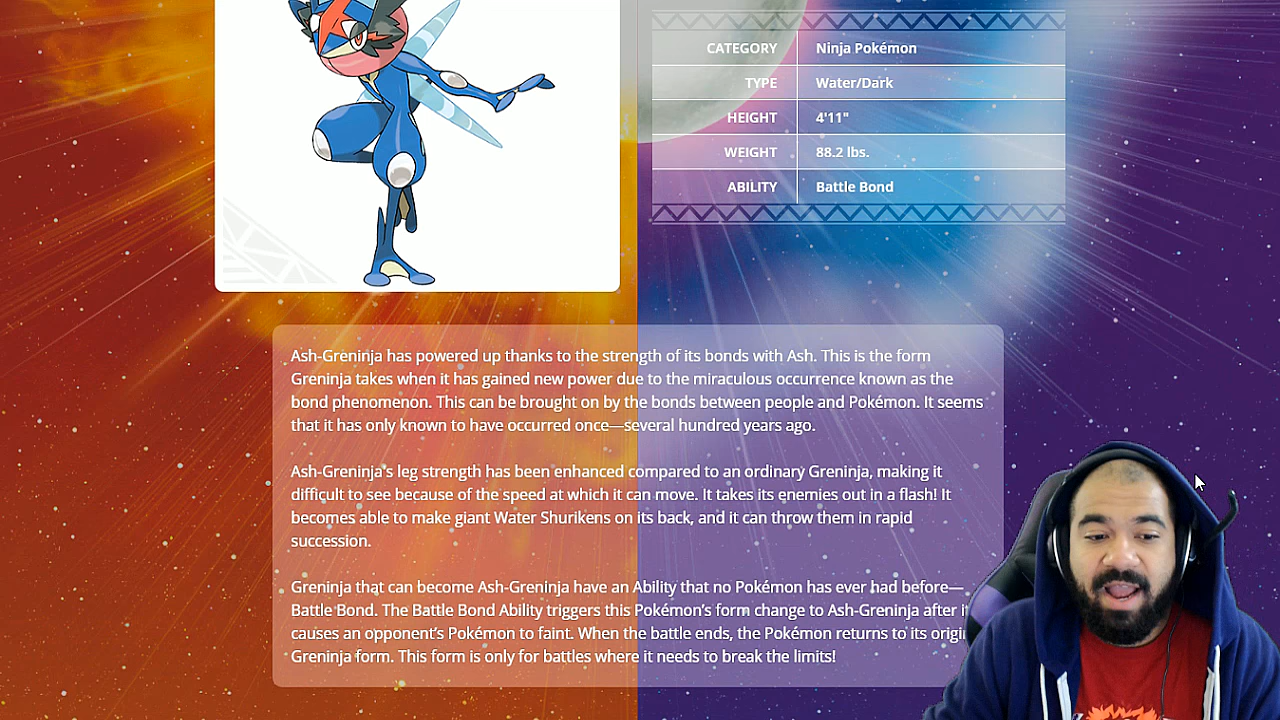 CATEGORY Ninja Pokémon
TYPE Water/Dark
HEIGHT 4'11"
WEIGHT 88.2 lbs.
ABILITY Battle Bond
Ash-Greninja has powered up thanks to the strength of its bonds with Ash. This is the form
Greninja takes when it has gained new power due to the miraculous occurrence known as the
bond phenomenon. This can be brought on by the bonds between people and Pokémon. It seems
that it has only known to have occurred once—several hundred years ago.
Ash-Greninja's leg strength has been enhanced compared to an ordinary Greninja, making it
difficult to see because of the speed at which it can move. It takes its enemies out in a flash! It
becomes able to make giant Water Shurikens on its back, and it can throw them in rapid
succession.
Greninja that can become Ash-Greninja have an Ability that no Pokémon has ever had before—
Battle Bond. The Battle Bond Ability triggers this Pokémon's form change to Ash-Greninja after
causes an opponent's Pokémon to faint. When the battle ends, the Pokémon returns to its
Greninja form. This form is only for battles where it needs to break the limits!